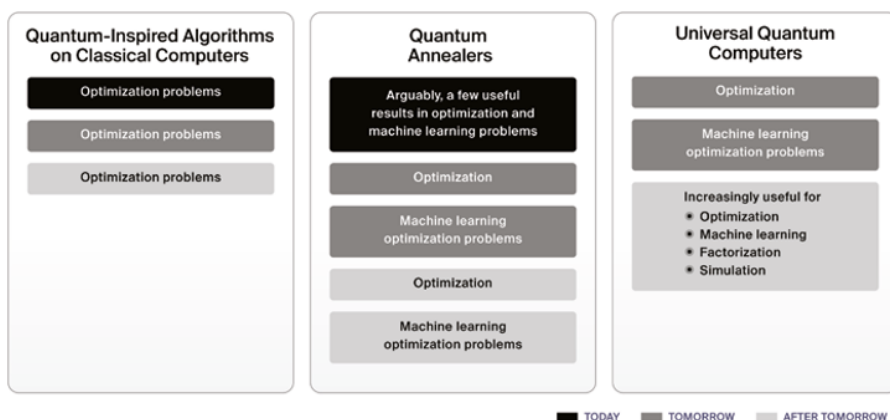 Quantum-Inspired Algorithms
on Classical Computers
Optimization problems
Optimization problems
Optimization problems
Quantum
Annealers
Arguably, a few useful
results in optimization and
machine learning problems
Optimization
Machine learning
optimization problems
Optimization
Machine learning
optimization problems
Universal Quantum
Computers
Optimization
Machine learning
optimization problems
Increasingly useful for
Optimization
Machine learning
Factorization
Simulation
TODAY TOMORROW AFTER TOMORROW